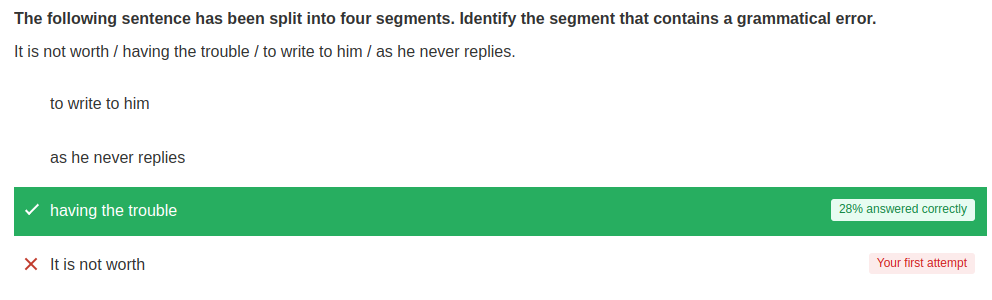 The following sentence has been split into four segments. Identify the segment that contains a grammatical error.
It is not worth / having the trouble / to write to him / as he never replies.
to write to him
as he never replies
having the trouble
28% answered correctly
It is not worth
Your first attempt